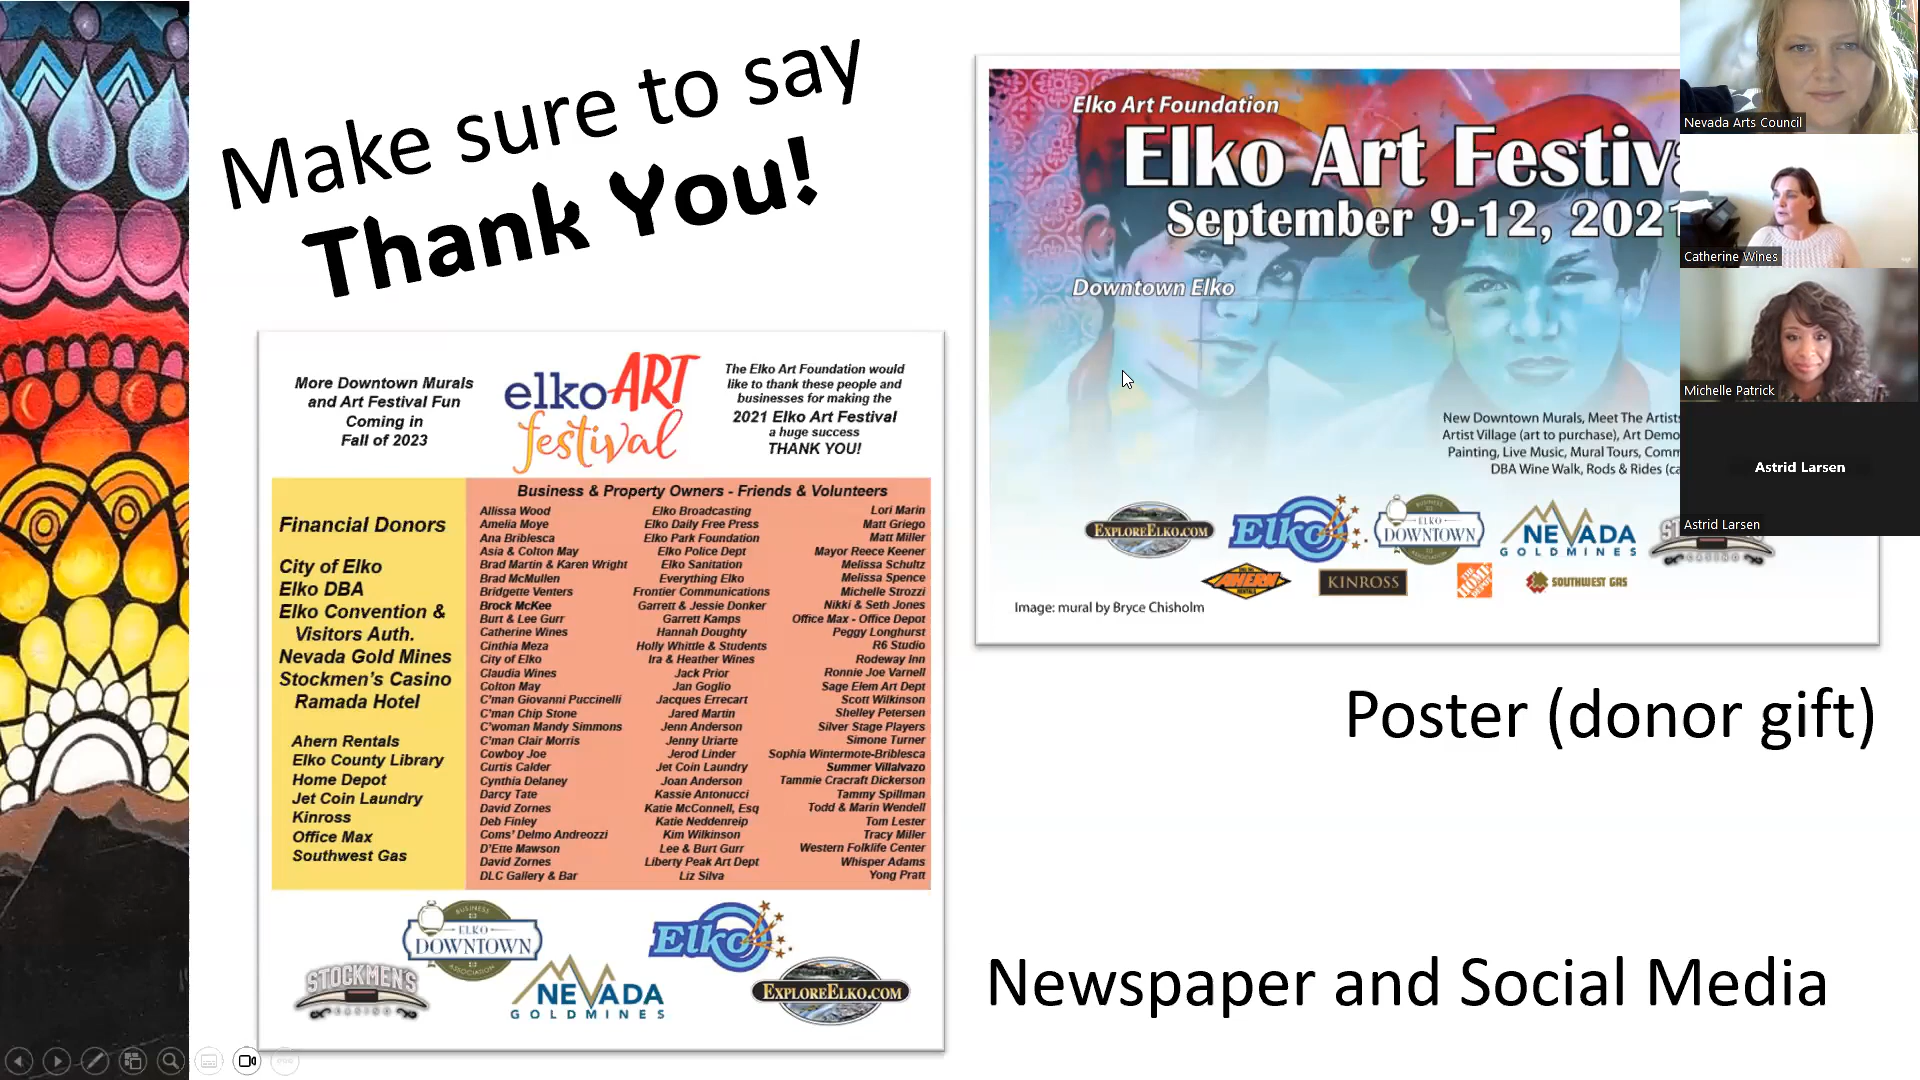 Make sure to say
Thank You!
More Downtown Murals
and Art Festival Fun
Coming in
Fall of 2023
elkoART
festival
The Elko Art Foundation would
like to thank these people and
businesses for making the
2021 Elko Art Festival
a huge success
THANK YOU!
Financial Donors
City of Elko
Elko DBA
Elko Convention &
Visitors Auth.
Nevada Gold Mines
Stockmen's Casino
Ramada Hotel
Ahern Rentals
Elko County Library
Home Depot
Jet Coin Laundry
Kinross
Office Max
Southwest Gas
Business & Property Owners - Friends & Volunteers
Allissa Wood
Amelia Moye
Ana Briblesca
Asia & Colton May
Brad Martin & Karen Wright
Brad McMullen
Bridgette Venters
Brock McKee
Burt & Lee Gurr
Catherine Wines
Cinthia Meza
City of Elko
Claudia Wines
Colton May
C'man Giovanni Puccinelli
C'man Chip Stone
C'woman Mandy Simmons
C'man Clair Morris
Cowboy Joe
Curtis Calder
Cynthia Delaney
Darcy Tate
David Zornes
Deb Finley
Coms' Delmo Andreozzi
D'Ette Mawson
David Zornes
DLC Gallery & Bar
Elko Broadcasting
Elko Daily Free Press
Elko Park Foundation
Elko Police Dept
Elko Sanitation
Everything Elko
Frontier Communications
Garrett & Jessie Donker
Garrett Kamps
Hannah Doughty
Holly Whittle & Students
Ira & Heather Wines
Jack Prior
Jan Goglio
Jacques Errecart
Jared Martin
Jenn Anderson
Jenny Uriarte
Jerod Linder
Jet Coin Laundry
Joan Anderson
Kassie Antonucci
Katie McConnell, Esq
Katie Neddenreip
Kim Wilkinson
Lee & Burt Gurr
Liberty Peak Art Dept
Liz Silva
Lori Marin
Matt Griego
Matt Miller
Mayor Reece Keener
Melissa Schultz
Melissa Spence
Michelle Strozzi
Nikki & Seth Jones
Office Max - Office Depot
Peggy Longhurst
R6 Studio
Rodeway Inn
Ronnie Joe Varnell
Sage Elem Art Dept
Scott Wilkinson
Shelley Petersen
Silver Stage Players
Simone Turner
Sophia Wintermote-Briblesca
Summer Villalvazo
Tammie Cracraft Dickerson
Tammy Spillman
Todd & Marin Wendell
Tom Lester
Tracy Miller
Western Folklife Center
Whisper Adams
Yong Pratt
BUSINESS
ELKO
DOWNTOWN
ASSOCIATION
Elko
STOCKMEN'S
CASINO
NEVADA
GOLDMINES
EXPLOREELKO.COM
Elko Art Foundation
Elko Art Festiva
September 9-12, 2021
Downtown Elko
New Downtown Murals, Meet The Artist
Artist Village (art to purchase), Art Demo
Painting, Live Music, Mural Tours, Comm
DBA Wine Walk, Rods & Rides (ca
EXPLOREELKO.COM
Elko
BUSINESS
ELKO
DOWNTOWN
ASSOCIATION
NEVADA
GOLDMINES
CASINO
AHERN
RENTALS
KINROSS
THE HOME DEPOT
SOUTHWEST GAS
Image: mural by Bryce Chisholm
Poster (donor gift)
Newspaper and Social Media
Nevada Arts Council
Catherine Wines
Michelle Patrick
Astrid Larsen
Astrid Larsen